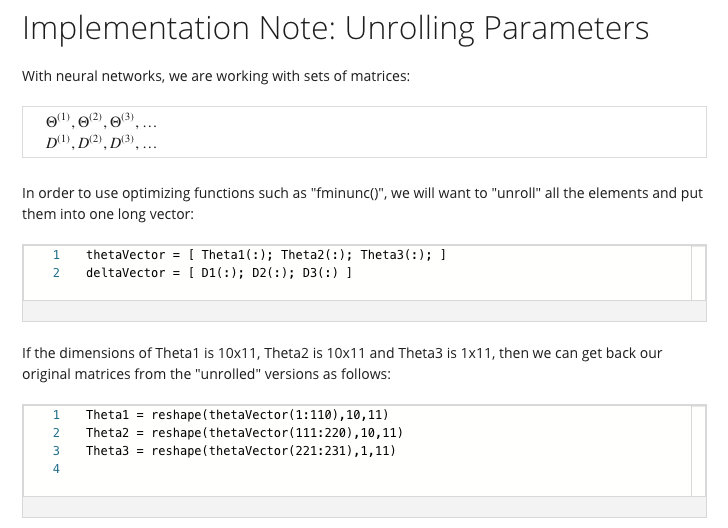 Implementation Note: Unrolling Parameters
With neural networks, we are working with sets of matrices:
Θ⁽¹⁾, Θ⁽²⁾, Θ⁽³⁾, …
D⁽¹⁾, D⁽²⁾, D⁽³⁾, …
In order to use optimizing functions such as "fminunc()", we will want to "unroll" all the elements and put
them into one long vector:
1 thetaVector = [ Theta1(:); Theta2(:); Theta3(:); ]
2 deltaVector = [ D1(:); D2(:); D3(:) ]
If the dimensions of Theta1 is 10x11, Theta2 is 10x11 and Theta3 is 1x11, then we can get back our
original matrices from the "unrolled" versions as follows:
1 Theta1 = reshape(thetaVector(1:110),10,11)
2 Theta2 = reshape(thetaVector(111:220),10,11)
3 Theta3 = reshape(thetaVector(221:231),1,11)
4